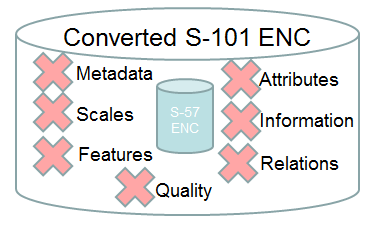 Converted S-101 ENC
Metadata
Scales
Features
S-57
ENC
Attributes
Information
Relations
Quality